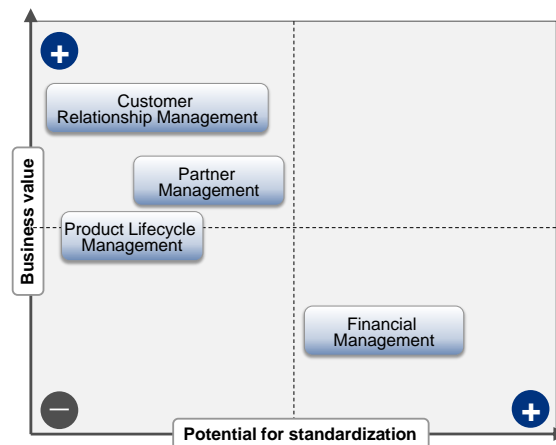 +
Customer
Relationship Management
Partner
Management
Business value
Product Lifecycle
Management
Financial
Management
–
+
Potential for standardization